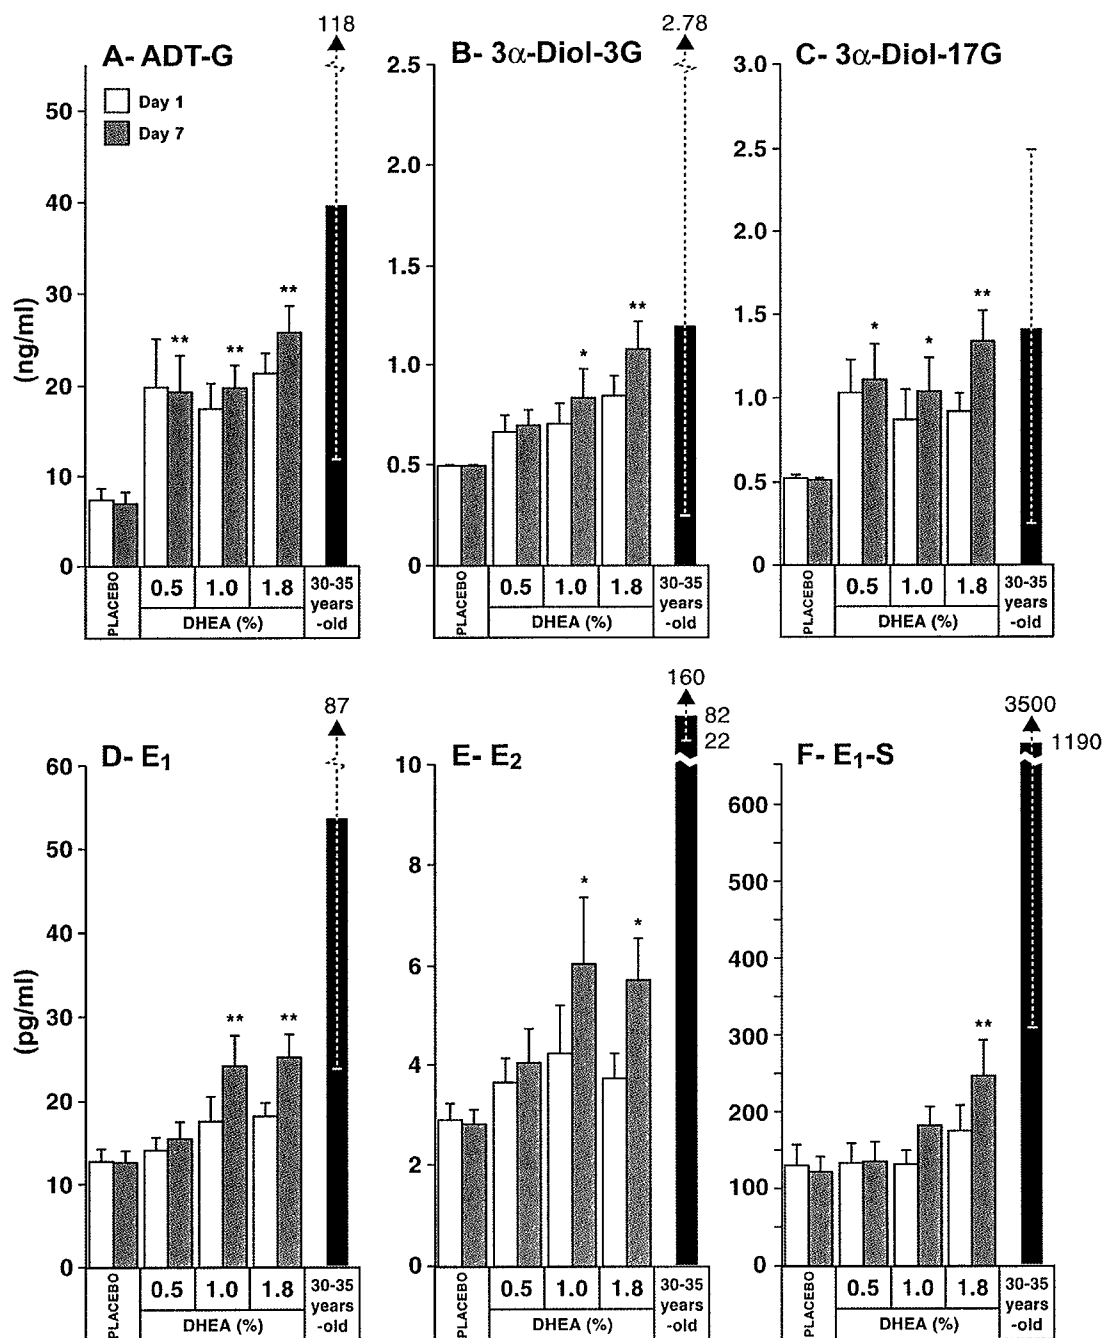 118
A- ADT-G
Day 1
Day 7
(ng/ml)
50
40
30
20
10
0
PLACEBO
0.5 1.0 1.8
DHEA (%)
30-35
years
-old
2.78
B- 3α-Diol-3G
2.5
2.0
1.5
1.0
0.5
0
*
**
PLACEBO
0.5 1.0 1.8
DHEA (%)
30-35
years
-old
C- 3α-Diol-17G
3.0
2.5
2.0
1.5
1.0
0.5
0
*
*
**
PLACEBO
0.5 1.0 1.8
DHEA (%)
30-35
years
-old
**
**
**
87
D- E₁
(pg/ml)
60
50
40
30
20
10
0
**
**
PLACEBO
0.5 1.0 1.8
DHEA (%)
30-35
years
-old
160
82
22
E- E₂
10
8
6
4
2
0
*
*
PLACEBO
0.5 1.0 1.8
DHEA (%)
30-35
years
-old
3500
1190
F- E₁-S
600
500
400
300
200
100
0
**
PLACEBO
0.5 1.0 1.8
DHEA (%)
30-35
years
-old